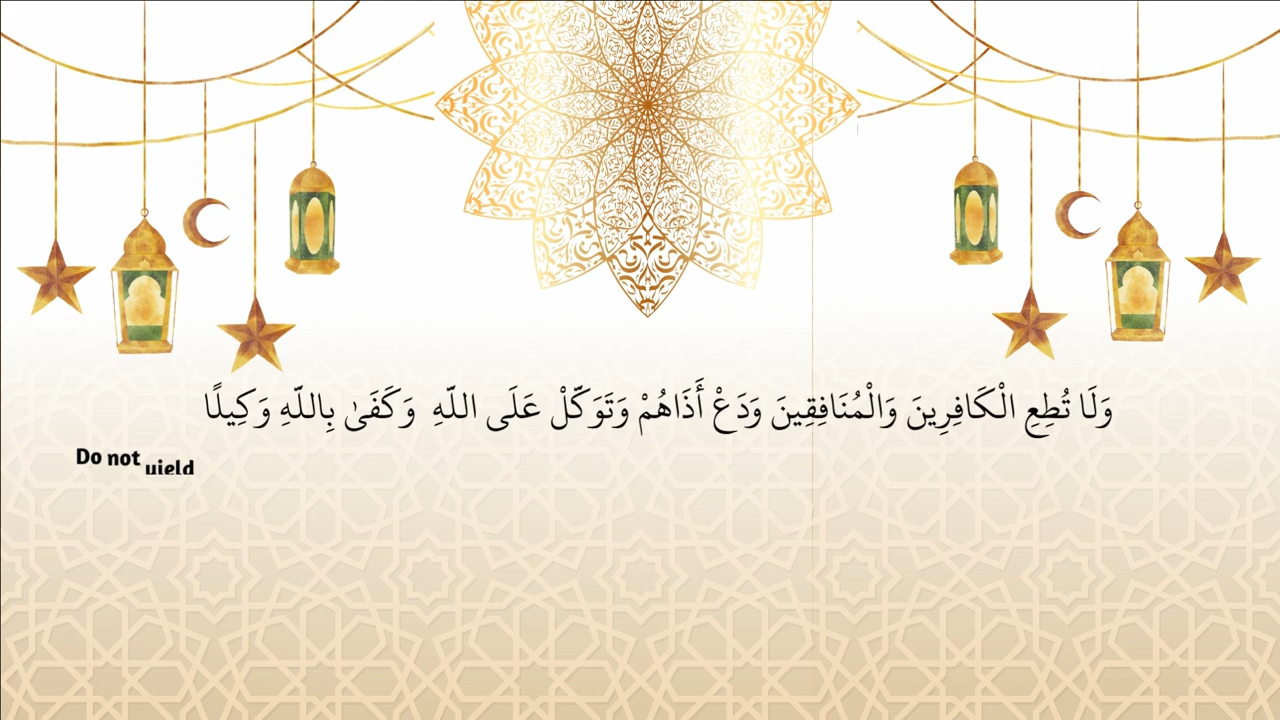 وَلَا تُطِعِ الْكَافِرِينَ وَالْمُنَافِقِينَ وَدَعْ أَذَاهُمْ وَتَوَكَّلْ عَلَى اللَّهِ وَكَفَىٰ بِاللَّهِ وَكِيلًا
Do not yield